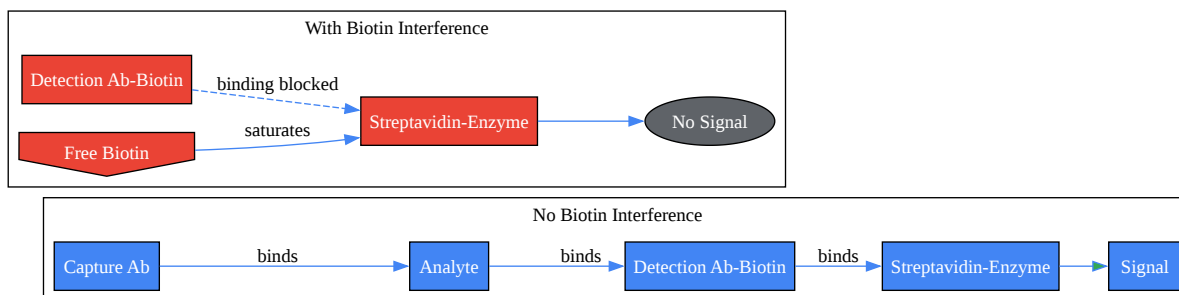 With Biotin Interference
Detection Ab-Biotin
binding blocked
Streptavidin-Enzyme
No Signal
saturates
Free Biotin
No Biotin Interference
Capture Ab
binds
Analyte
binds
Detection Ab-Biotin
binds
Streptavidin-Enzyme
Signal